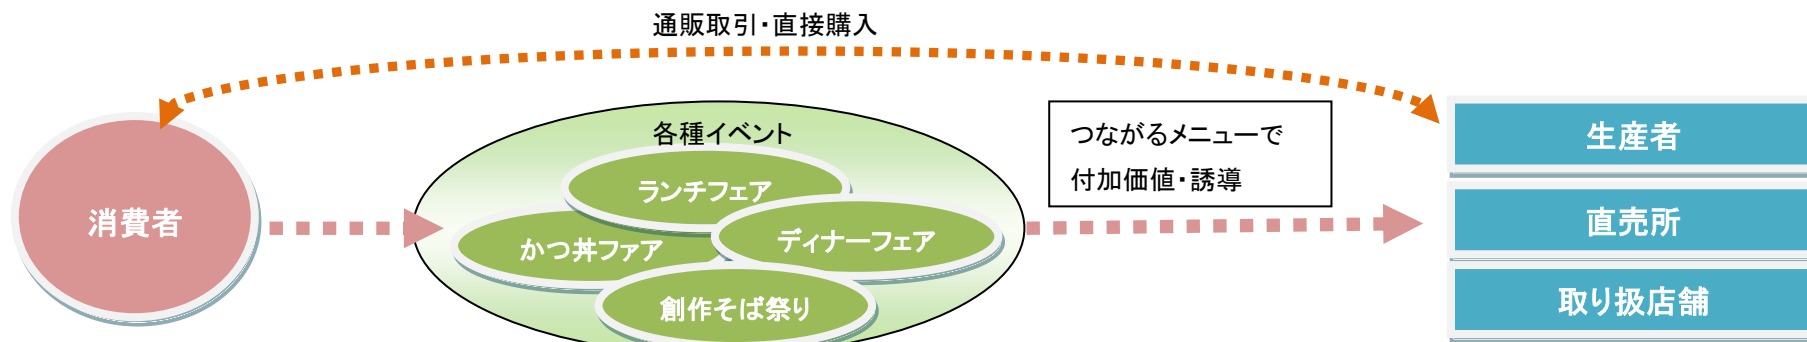 通販取引・直接購入
各種イベント
つながるメニューで
付加価値・誘導
生産者
ランチフェア
消費者
直売所
かつ丼ファア
ディナーフェア
創作そば祭り
取り扱店舗